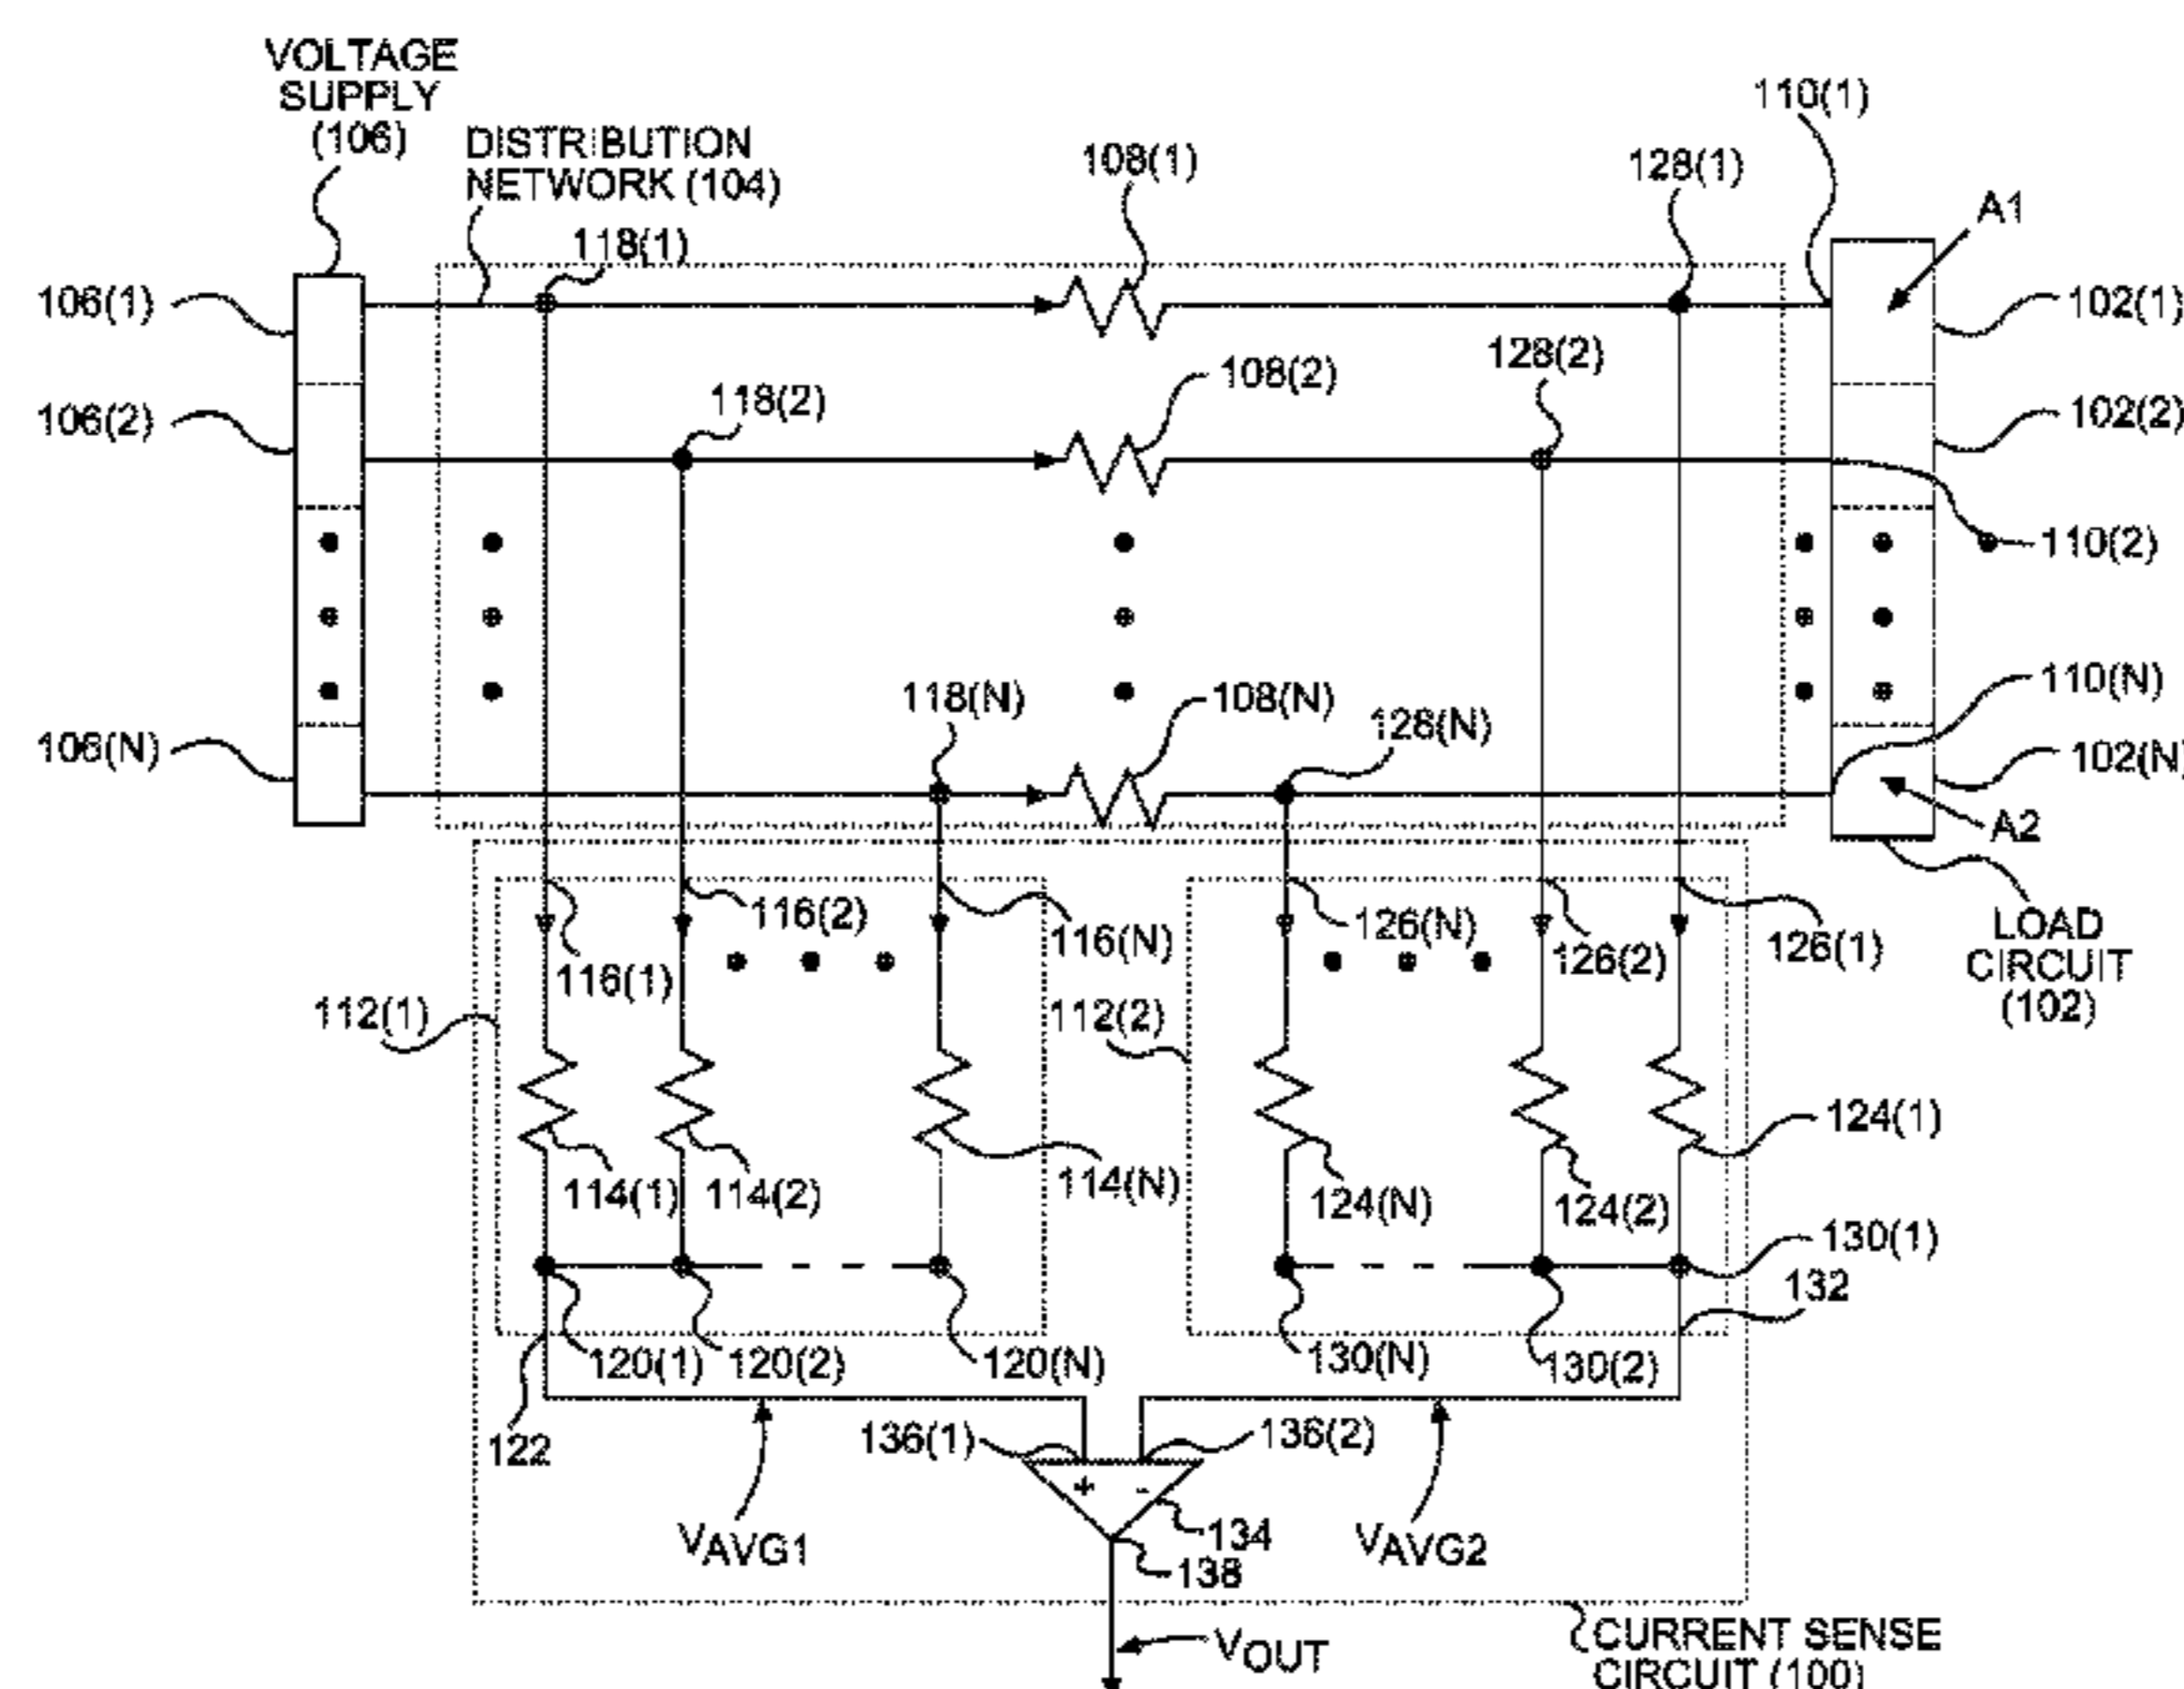 VOLTAGE
SUPPLY
(106)
DISTRIBUTION
NETWORK (104)
118(1)
108(1)
128(1)
110(1)
A1
106(1)
102(1)
128(2)
108(2)
118(2)
106(2)
102(2)
110(2)
118(N)
108(N)
128(N)
110(N)
106(N)
102(N)
A2
116(1)
116(2)
116(N)
126(N)
126(2)
126(1)
LOAD
CIRCUIT
(102)
112(1)
112(2)
114(1)
114(2)
114(N)
124(N)
124(2)
124(1)
130(1)
132
120(1)
120(2)
120(N)
130(N)
130(2)
122
136(1)
136(2)
+
-
VAVG1
134
138
VAVG2
VOUT
CURRENT SENSE
CIRCUIT (100)